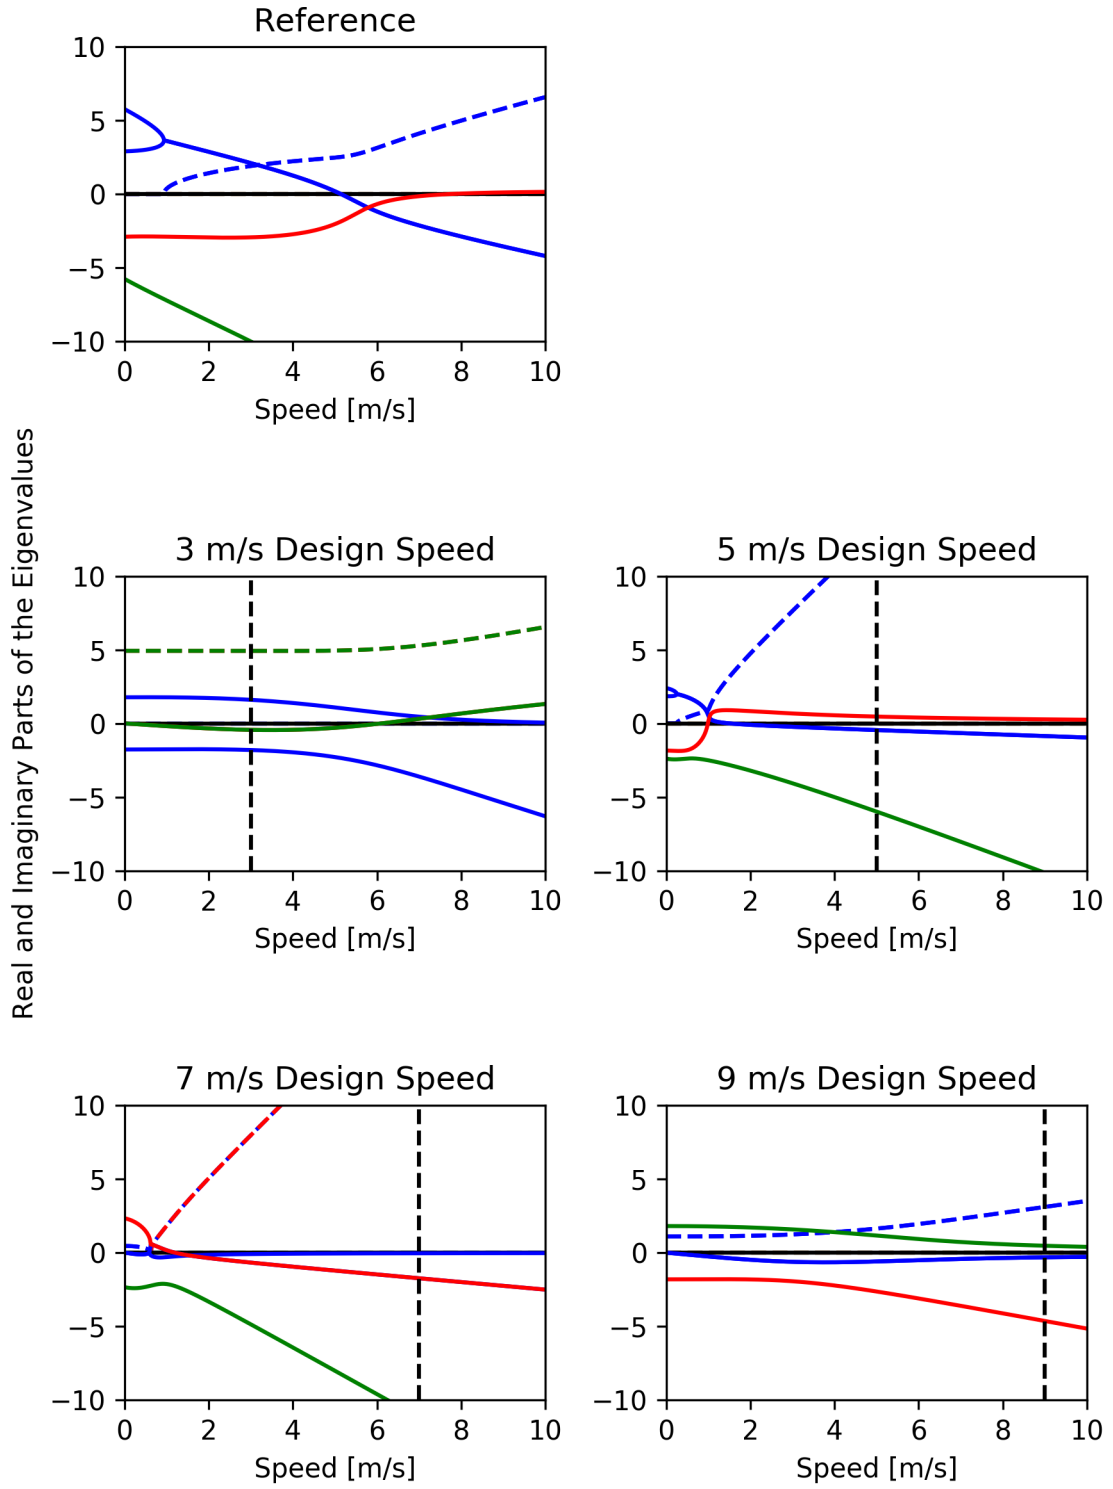 Reference
10
5
0
−5
−10
0 2 4 6 8 10
Speed [m/s]
Real and Imaginary Parts of the Eigenvalues
3 m/s Design Speed
10
5
0
−5
−10
0 2 4 6 8 10
Speed [m/s]
5 m/s Design Speed
10
5
0
−5
−10
0 2 4 6 8 10
Speed [m/s]
7 m/s Design Speed
10
5
0
−5
−10
0 2 4 6 8 10
Speed [m/s]
9 m/s Design Speed
10
5
0
−5
−10
0 2 4 6 8 10
Speed [m/s]